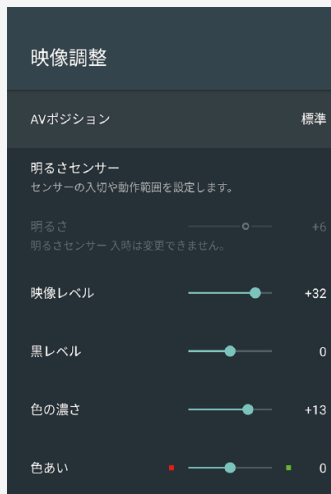 映像調整
AVポジション 標準
明るさセンサー
センサーの入切や動作範囲を設定します。
明るさ +6
明るさセンサー 入時は変更できません。
映像レベル +32
黒レベル 0
色の濃さ +13
色あい 0